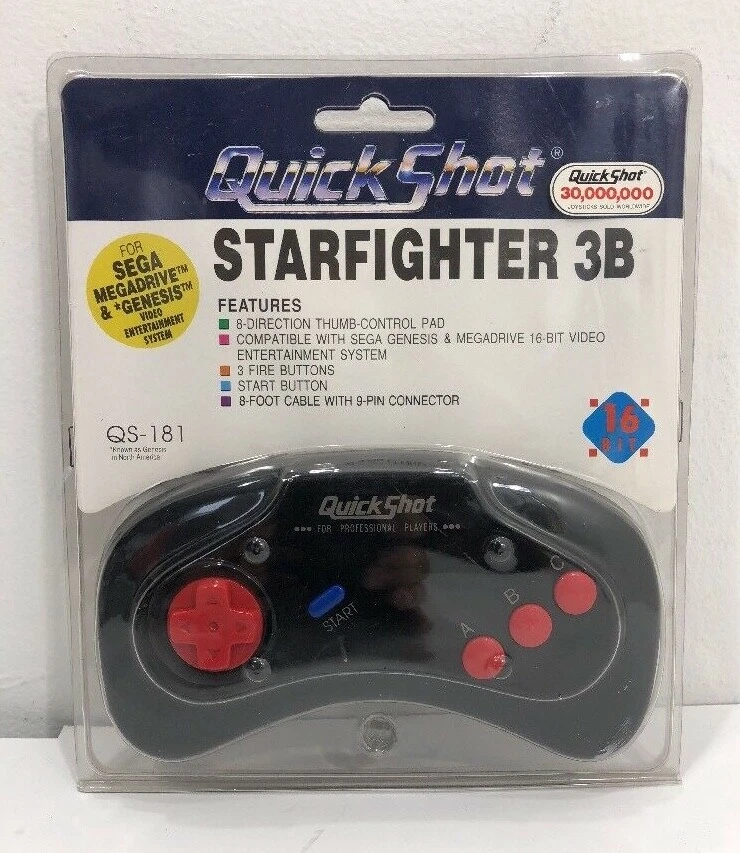 QuickShot®
QuickShot®
30,000,000
JOYSTICKS SOLD WORLDWIDE
STARFIGHTER 3B
FOR
SEGA
MEGADRIVE™
& *GENESIS™
VIDEO
ENTERTAINMENT
SYSTEM
FEATURES
8-DIRECTION THUMB-CONTROL PAD
COMPATIBLE WITH SEGA GENESIS & MEGADRIVE 16-BIT VIDEO
ENTERTAINMENT SYSTEM
3 FIRE BUTTONS
START BUTTON
8-FOOT CABLE WITH 9-PIN CONNECTOR
QS-181
*Known as Genesis
in North America
16
BIT
QuickShot
FOR PROFESSIONAL PLAYERS
START
A
B
C